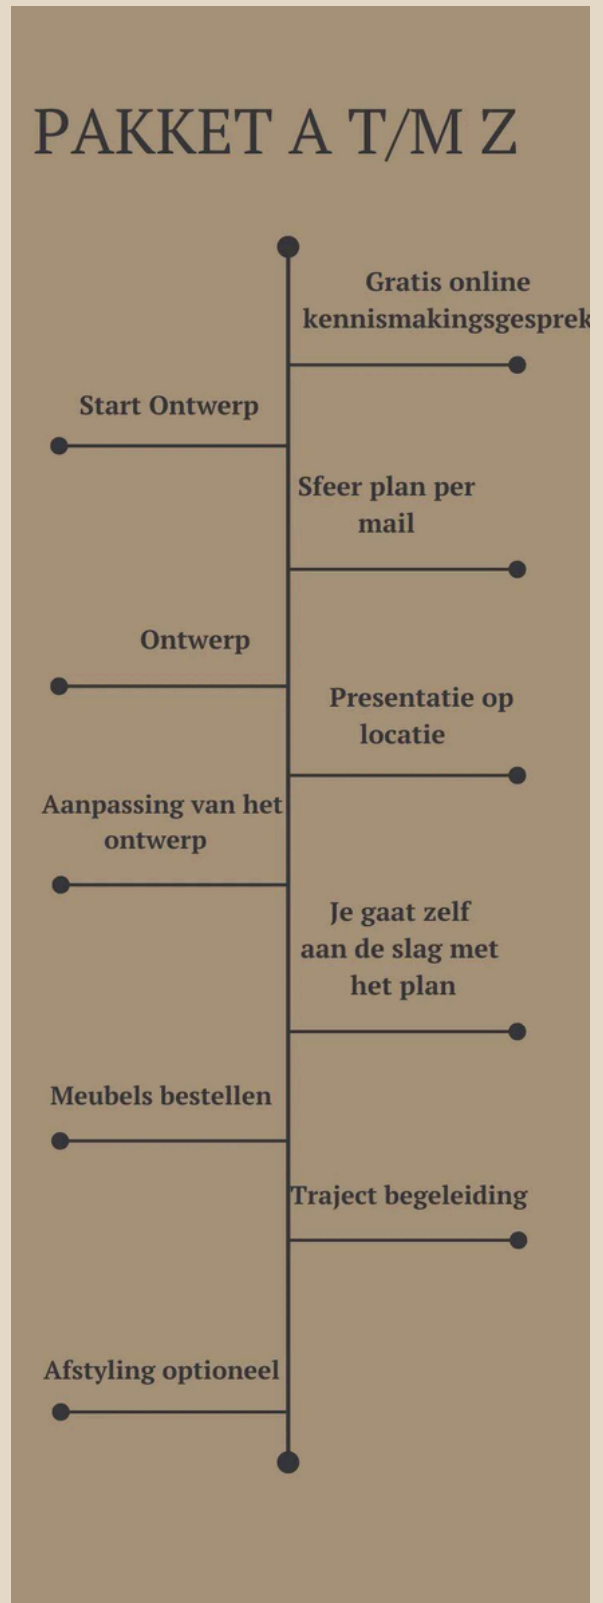 PAKKET A T/M Z
Gratis online
kennismakingsgesprek
Start Ontwerp
Sfeer plan per
mail
Ontwerp
Presentatie op
locatie
Aanpassing van het
ontwerp
Je gaat zelf
aan de slag met
het plan
Meubels bestellen
Traject begeleiding
Afstyling optioneel